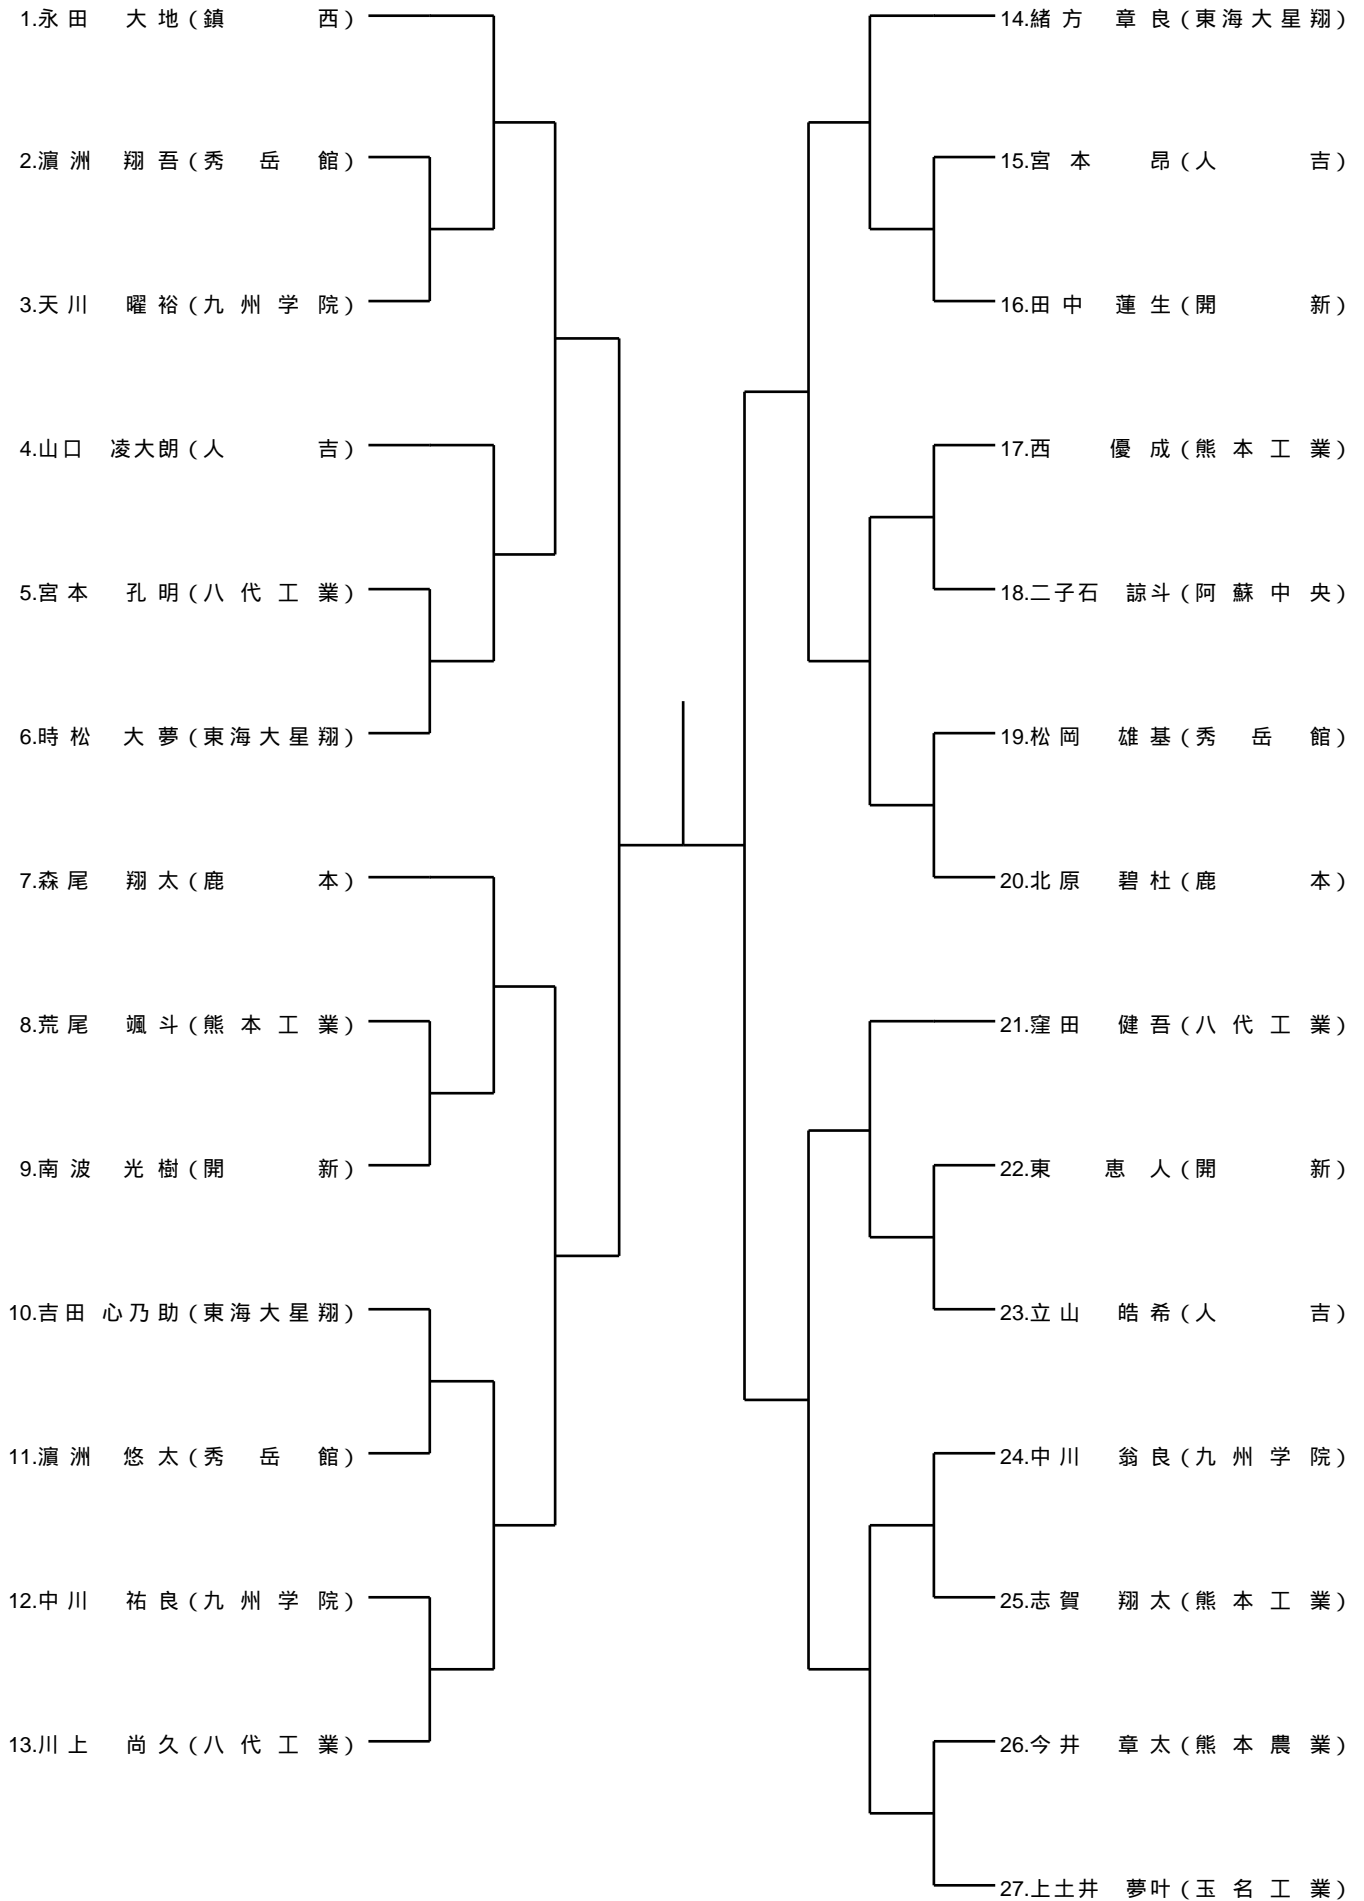 1.永田 大地(鎮西)
2.濵洲 翔吾(秀岳館)
3.天川 曜裕(九州学院)
4.山口 凌大朗(人吉)
5.宮本 孔明(八代工業)
6.時松 大夢(東海大星翔)
7.森尾 翔太(鹿本)
8.荒尾 颯斗(熊本工業)
9.南波 光樹(開新)
10.吉田 心乃助(東海大星翔)
11.濵洲 悠太(秀岳館)
12.中川 祐良(九州学院)
13.川上 尚久(八代工業)
14.緒方 章良(東海大星翔)
15.宮本 昂(人吉)
16.田中 蓮生(開新)
17.西 優成(熊本工業)
18.二子石 諒斗(阿蘇中央)
19.松岡 雄基(秀岳館)
20.北原 碧杜(鹿本)
21.窪田 健吾(八代工業)
22.東 恵人(開新)
23.立山 皓希(人吉)
24.中川 翁良(九州学院)
25.志賀 翔太(熊本工業)
26.今井 章太(熊本農業)
27.上土井 夢叶(玉名工業)